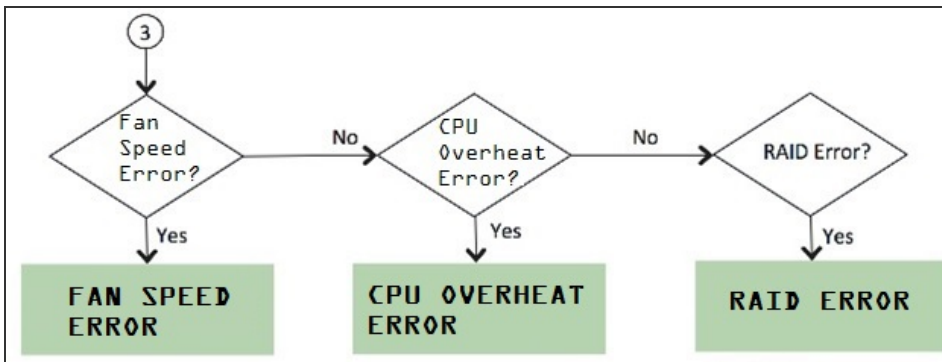 3
Fan
Speed
Error?
No
CPU
Overheat
Error?
No
RAID Error?
Yes
Yes
Yes
FAN SPEED
ERROR
CPU OVERHEAT
ERROR
RAID ERROR